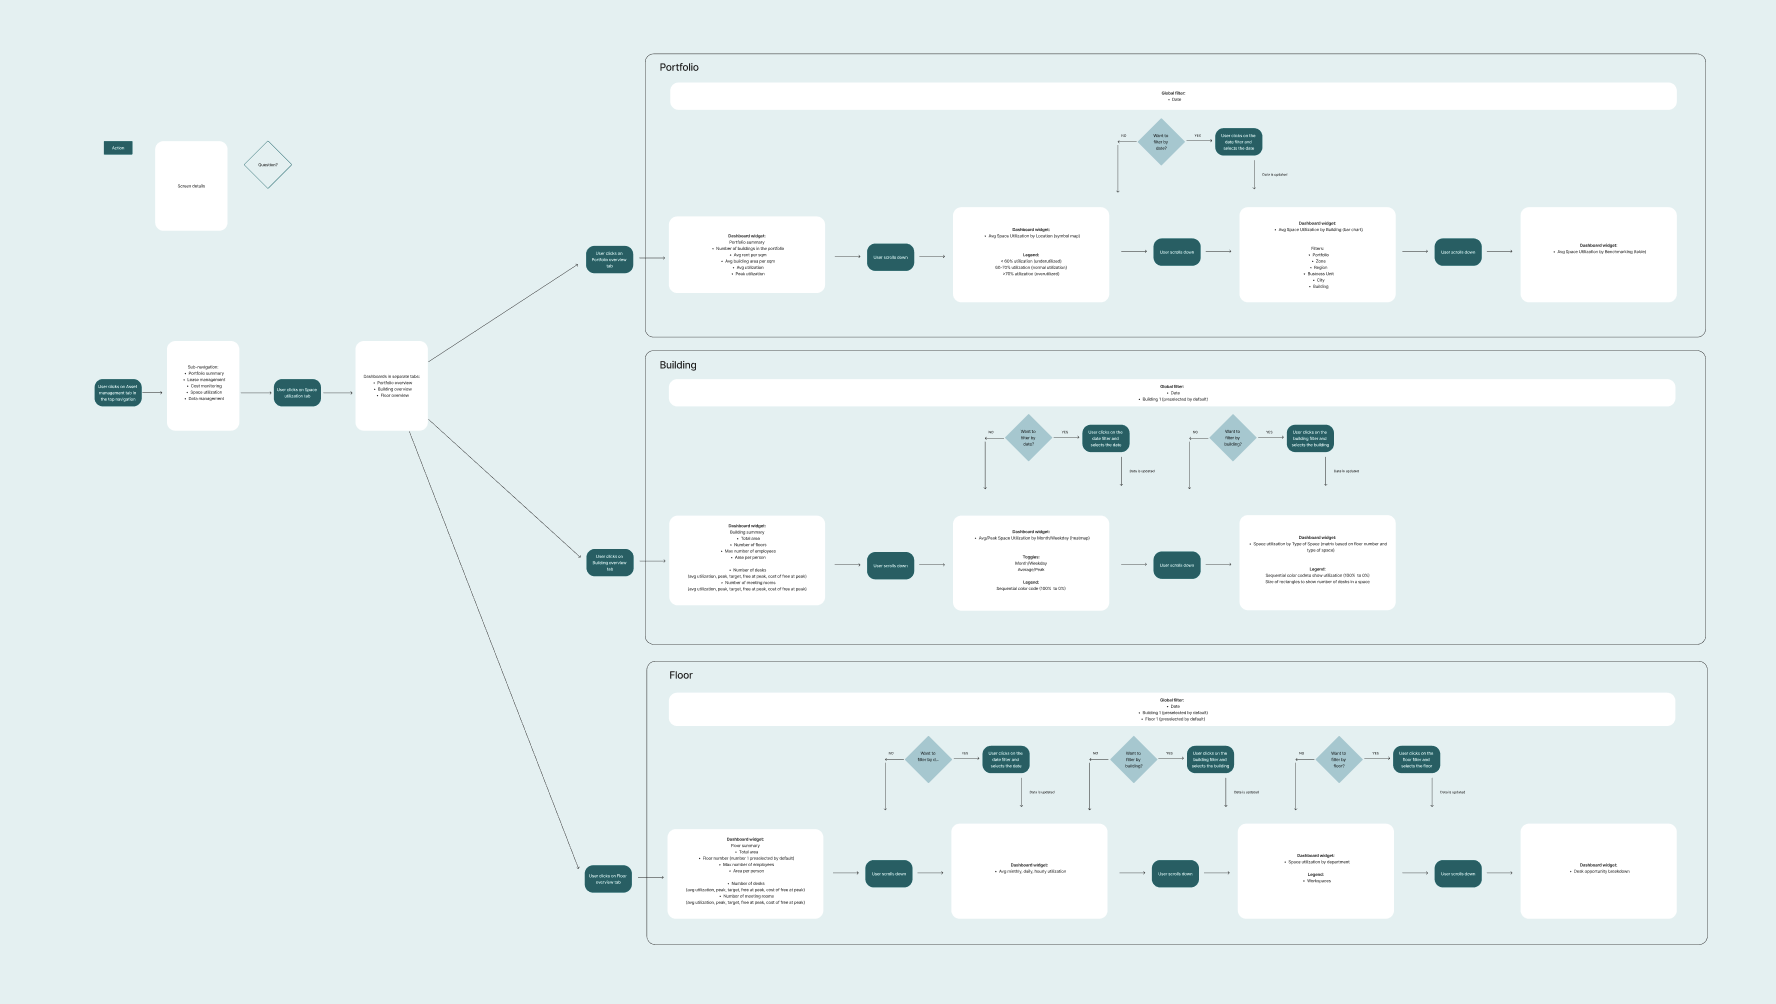 Action
Screen details
Question?
User clicks on Asset
management tab in
the top navigation
Sub-navigation:
• Portfolio summary
• Lease management
• Cost monitoring
• Space utilization
• Data management
User clicks on Space
utilization tab
Dashboards in separate tabs:
• Portfolio overview
• Building overview
• Floor overview
User clicks on
Portfolio overview
tab
Portfolio
Global filter:
• Date
NO
Want to
filter by
date?
YES
User clicks on the
date filter and
selects the date
Data is updated
Dashboard widget:
Portfolio summary
• Number of buildings in the portfolio
• Avg rent per sqm
• Avg building area per sqm
• Avg utilization
• Peak utilization
User scrolls down
Dashboard widget:
• Avg Space Utilization by Location (symbol map)
Legend:
≠ 60% utilization (underutilised)
60-70% utilization (normal utilization)
>70% utilization (overutilised)
User scrolls down
Dashboard widget:
• Avg Space Utilization by Building (bar chart)
Filters:
• Portfolio
• Zone
• Region
• Business Unit
• City
• Building
User scrolls down
Dashboard widget:
• Avg Space Utilization by Benchmarking (table)
User clicks on
Building overview
tab
Building
Global filter:
• Date
• Building 1 (preselected by default)
NO
Want to
filter by
date?
YES
User clicks on the
date filter and
selects the date
Data is updated
NO
Want to
filter by
building?
YES
User clicks on the
building filter and
selects the building
Data is updated
Dashboard widget:
Building summary
• Total area
• Number of floors
• Max number of employees
• Area per person
• Number of desks
(avg utilization, peak, target, free at peak, cost of free at peak)
• Number of meeting rooms
(avg utilization, peak, target, free at peak, cost of free at peak)
User scrolls down
Dashboard widget:
• Avg/Peak Space Utilization by Month/Weekday (heatmap)
Toggles:
Month/Weekday
Average/Peak
Legend:
Sequential color code (100% to 0%)
User scrolls down
Dashboard widget:
• Space utilization by Type of Space (matrix based on floor number and
type of space)
Legend:
Sequential color code to show utilization (100% to 0%)
Size of rectangles to show number of desks in a space
User clicks on Floor
overview tab
Floor
Global filter:
• Date
• Building 1 (preselected by default)
• Floor 1 (preselected by default)
NO
Want to
filter by d...
YES
User clicks on the
date filter and
selects the date
Data is updated
NO
Want to
filter by
building?
YES
User clicks on the
building filter and
selects the building
Data is updated
NO
Want to
filter by
floor?
YES
User clicks on the
floor filter and
selects the floor
Data is updated
Dashboard widget:
Floor summary
• Total area
• Floor number (number 1 preselected by default)
• Max number of employees
• Area per person
• Number of desks
(avg utilization, peak, target, free at peak, cost of free at peak)
• Number of meeting rooms
(avg utilization, peak, target, free at peak, cost of free at peak)
User scrolls down
Dashboard widget:
• Avg monthly, daily, hourly utilization
User scrolls down
Dashboard widget:
• Space utilization by department
Legend:
• Workspaces
User scrolls down
Dashboard widget:
• Desk opportunity breakdown